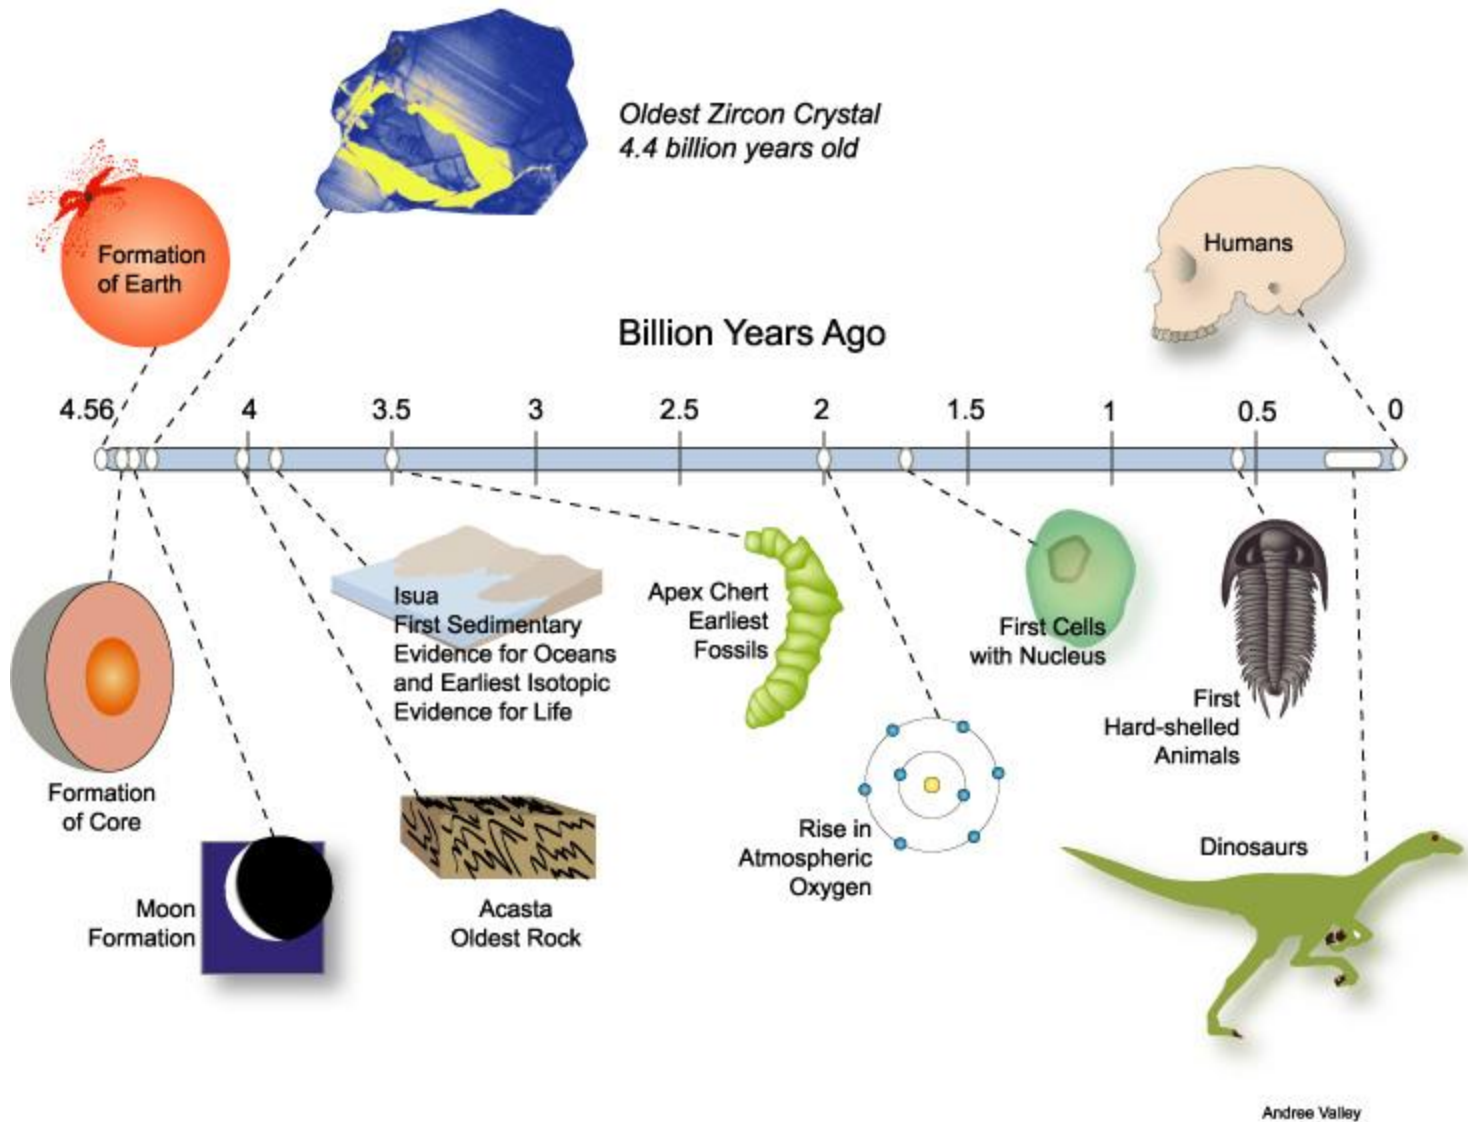 Oldest Zircon Crystal
4.4 billion years old
Formation
of Earth
Humans
Billion Years Ago
4.56
4
3.5
3
2.5
2
1.5
1
0.5
0
Isua
First Sedimentary
Evidence for Oceans
and Earliest Isotopic
Evidence for Life
Apex Chert
Earliest
Fossils
First Cells
with Nucleus
First
Hard-shelled
Animals
Formation
of Core
Moon
Formation
Acasta
Oldest Rock
Rise in
Atmospheric
Oxygen
Dinosaurs
Andree Valley